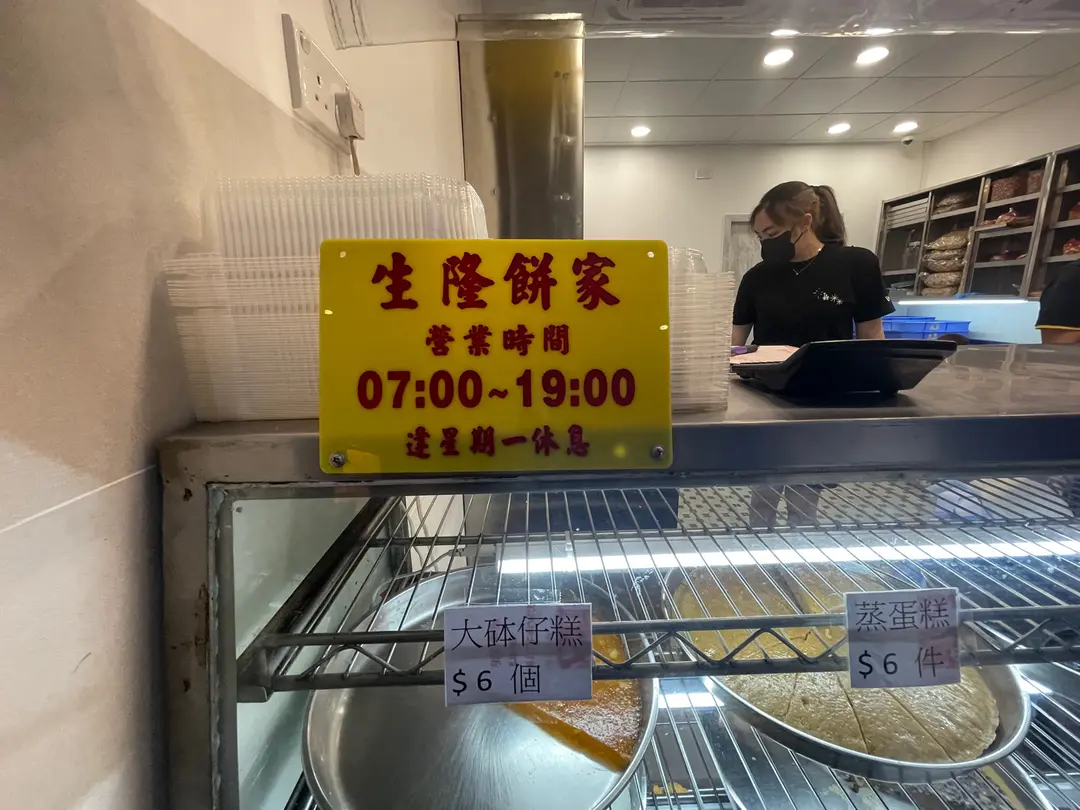 生隆餅家
營業時間
07:00~19:00
逢星期一休息
大砵仔糕
$6 個
蒸蛋糕
$6 件